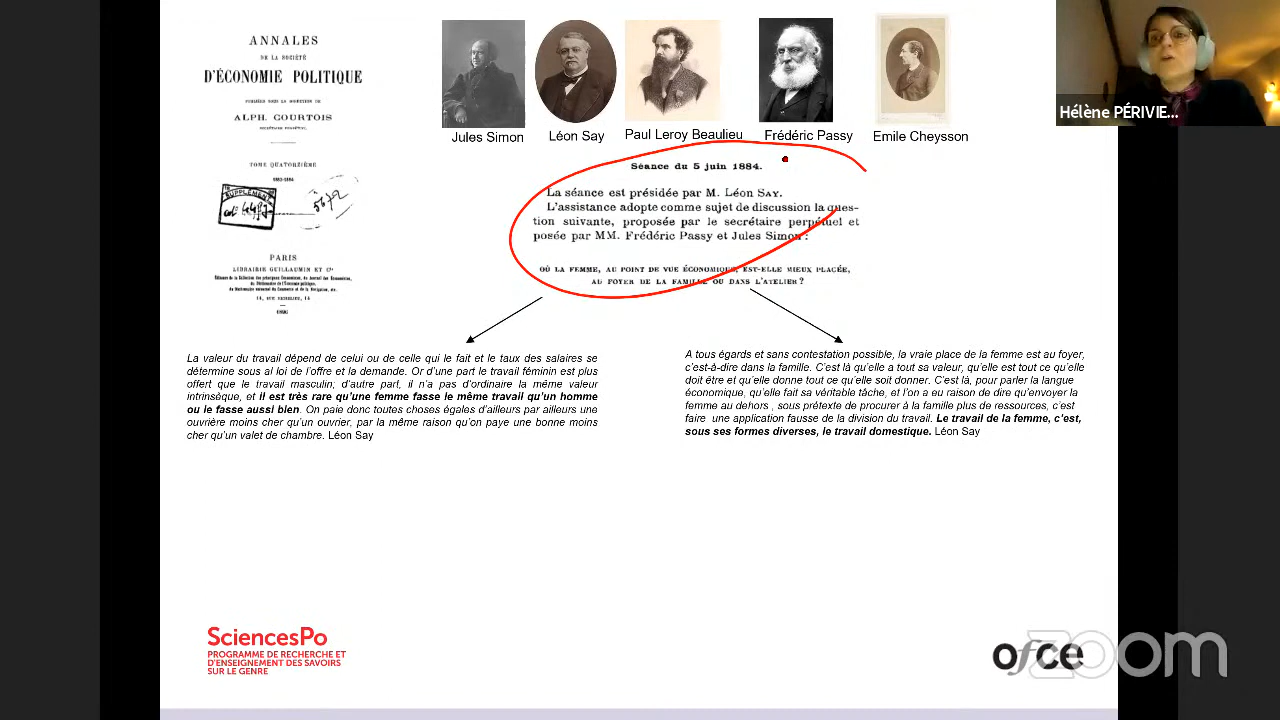 ANNALES
DE LA SOCIÉTÉ
D'ÉCONOMIE POLITIQUE
PUBLIÉES SOUS LA DIRECTION DE
ALPH. COURTOIS
SECRÉTAIRE PERPÉTUEL
TOME QUATORZIÈME
1882-1884
SUPPLÉMENT
5672
PARIS
LIBRAIRIE GUILLAUMIN ET Cie
14, RUE RICHELIEU, 14
1896
Jules Simon
Léon Say
Paul Leroy Beaulieu
Frédéric Passy
Emile Cheysson
Hélène PÉRIVIE...
Séance du 5 juin 1884.
La séance est présidée par M. Léon SAY.
L'assistance adopte comme sujet de discussion la ques-
tion suivante, proposée par le secrétaire perpétuel et
posée par MM. Frédéric Passy et Jules Simon :
OÙ LA FEMME, AU POINT DE VUE ÉCONOMIQUE, EST-ELLE MIEUX PLACÉE,
AU FOYER DE LA FAMILLE OU DANS L'ATELIER ?
La valeur du travail dépend de celui ou de celle qui le fait et le taux des salaires se
détermine sous al loi de l'offre et la demande. Or d'une part le travail féminin est plus
offert que le travail masculin; d'autre part, il n'a pas d'ordinaire la même valeur
intrinsèque, et il est très rare qu'une femme fasse le même travail qu'un homme
ou le fasse aussi bien. On paie donc toutes choses égales d'ailleurs par ailleurs une
ouvrière moins cher qu'un ouvrier, par la même raison qu'on paye une bonne moins
cher qu'un valet de chambre. Léon Say
A tous égards et sans contestation possible, la vraie place de la femme est au foyer,
c'est-à-dire dans la famille. C'est là qu'elle a tout sa valeur, qu'elle est tout ce qu'elle
doit être et qu'elle donne tout ce qu'elle soit donner. C'est là, pour parler la langue
économique, qu'elle fait sa véritable tâche, et l'on a eu raison de dire qu'envoyer la
femme au dehors , sous prétexte de procurer à la famille plus de ressources, c'est
faire une application fausse de la division du travail. Le travail de la femme, c'est,
sous ses formes diverses, le travail domestique. Léon Say
SciencesPo
PROGRAMME DE RECHERCHE ET
D'ENSEIGNEMENT DES SAVOIRS
SUR LE GENRE
ofce
zoom